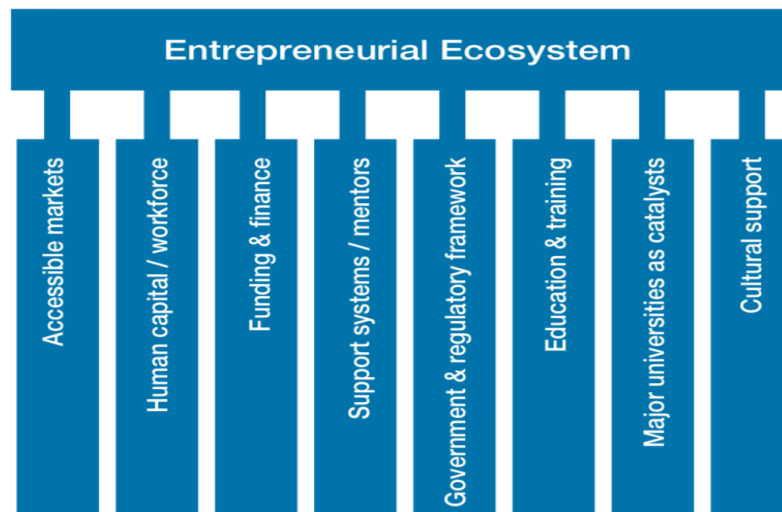 Entrepreneurial Ecosystem
Accessible markets
Human capital / workforce
Funding & finance
Support systems / mentors
Government & regulatory framework
Education & training
Major universities as catalysts
Cultural support